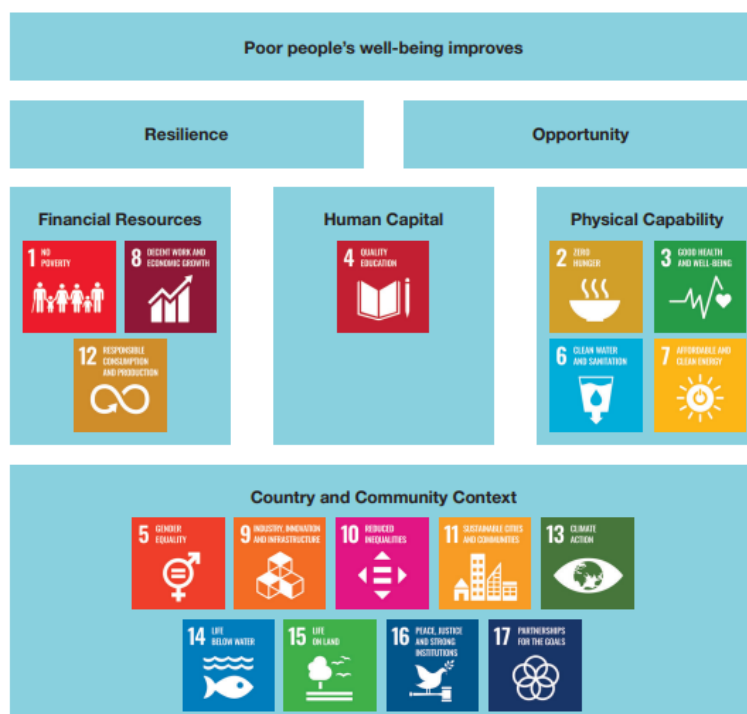 Poor people's well-being improves
Resilience
Opportunity
Financial Resources
1 NO
POVERTY
8 DECENT WORK AND
ECONOMIC GROWTH
12 RESPONSIBLE
CONSUMPTION
AND PRODUCTION
Human Capital
4 QUALITY
EDUCATION
Physical Capability
2 ZERO
HUNGER
3 GOOD HEALTH
AND WELL-BEING
6 CLEAN WATER
AND SANITATION
7 AFFORDABLE AND
CLEAN ENERGY
Country and Community Context
5 GENDER
EQUALITY
9 INDUSTRY, INNOVATION
AND INFRASTRUCTURE
10 REDUCED
INEQUALITIES
11 SUSTAINABLE CITIES
AND COMMUNITIES
13 CLIMATE
ACTION
14 LIFE
BELOW WATER
15 LIFE
ON LAND
16 PEACE, JUSTICE
AND STRONG
INSTITUTIONS
17 PARTNERSHIPS
FOR THE GOALS